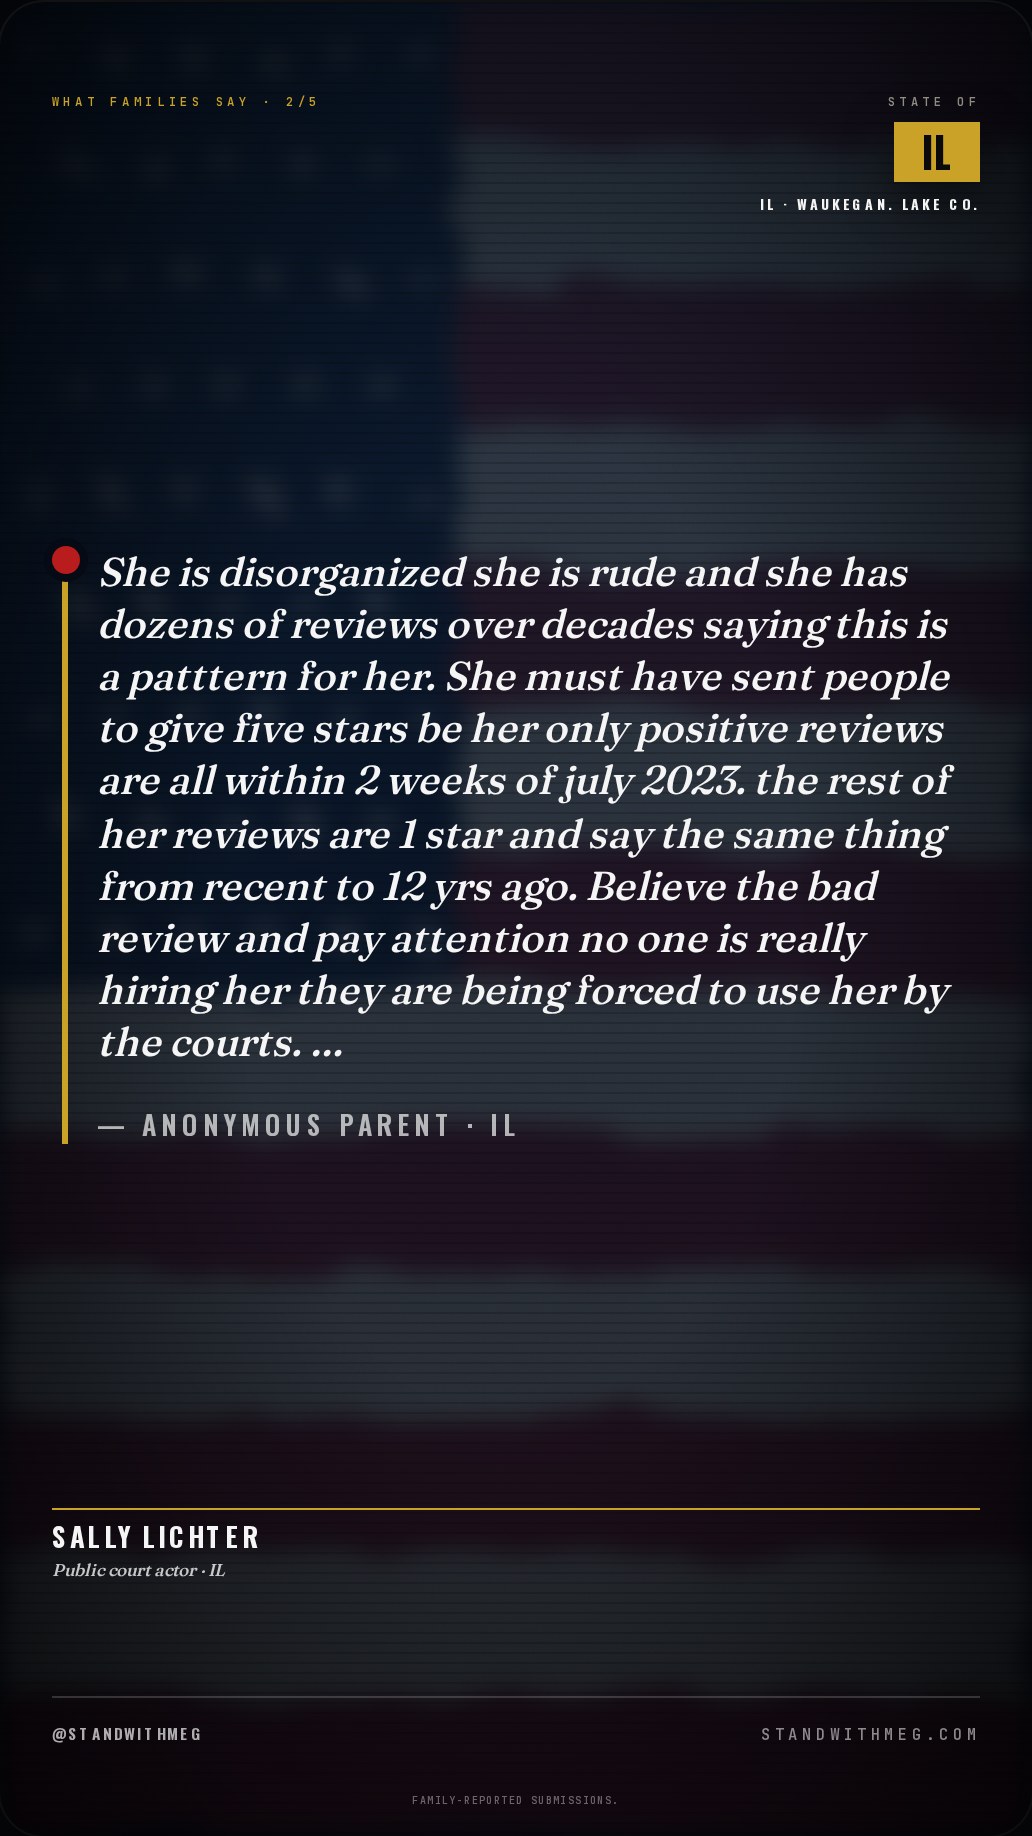 WHAT FAMILIES SAY · 2/5
STATE OF
IL
IL · WAUKEGAN. LAKE CO.
She is disorganized she is rude and she has
dozens of reviews over decades saying this is
a patttern for her. She must have sent people
to give five stars be her only positive reviews
are all within 2 weeks of july 2023. the rest of
her reviews are 1 star and say the same thing
from recent to 12 yrs ago. Believe the bad
review and pay attention no one is really
hiring her they are being forced to use her by
the courts. ...
— ANONYMOUS PARENT · IL
SALLY LICHTER
Public court actor · IL
@STANDWITHMEG
STANDWITHMEG.COM
FAMILY-REPORTED SUBMISSIONS.